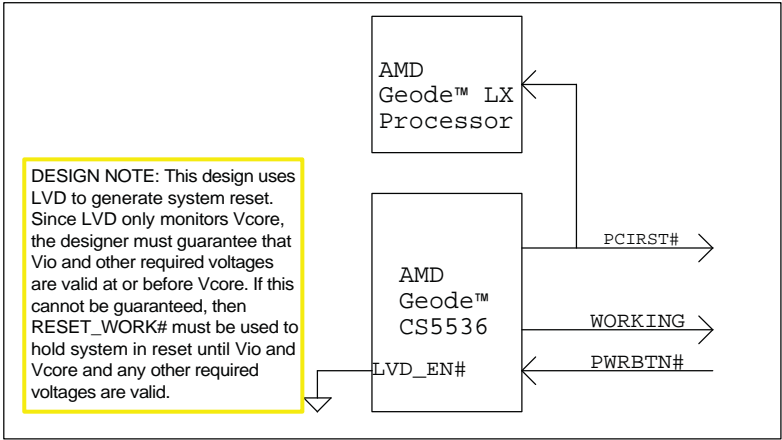 AMD
Geode™ LX
Processor
DESIGN NOTE: This design uses
LVD to generate system reset.
Since LVD only monitors Vcore,
the designer must guarantee that
Vio and other required voltages
are valid at or before Vcore. If this
cannot be guaranteed, then
RESET_WORK# must be used to
hold system in reset until Vio and
Vcore and any other required
voltages are valid.
AMD
Geode™
CS5536
LVD_EN#
PCIRST#
WORKING
PWRBTN#